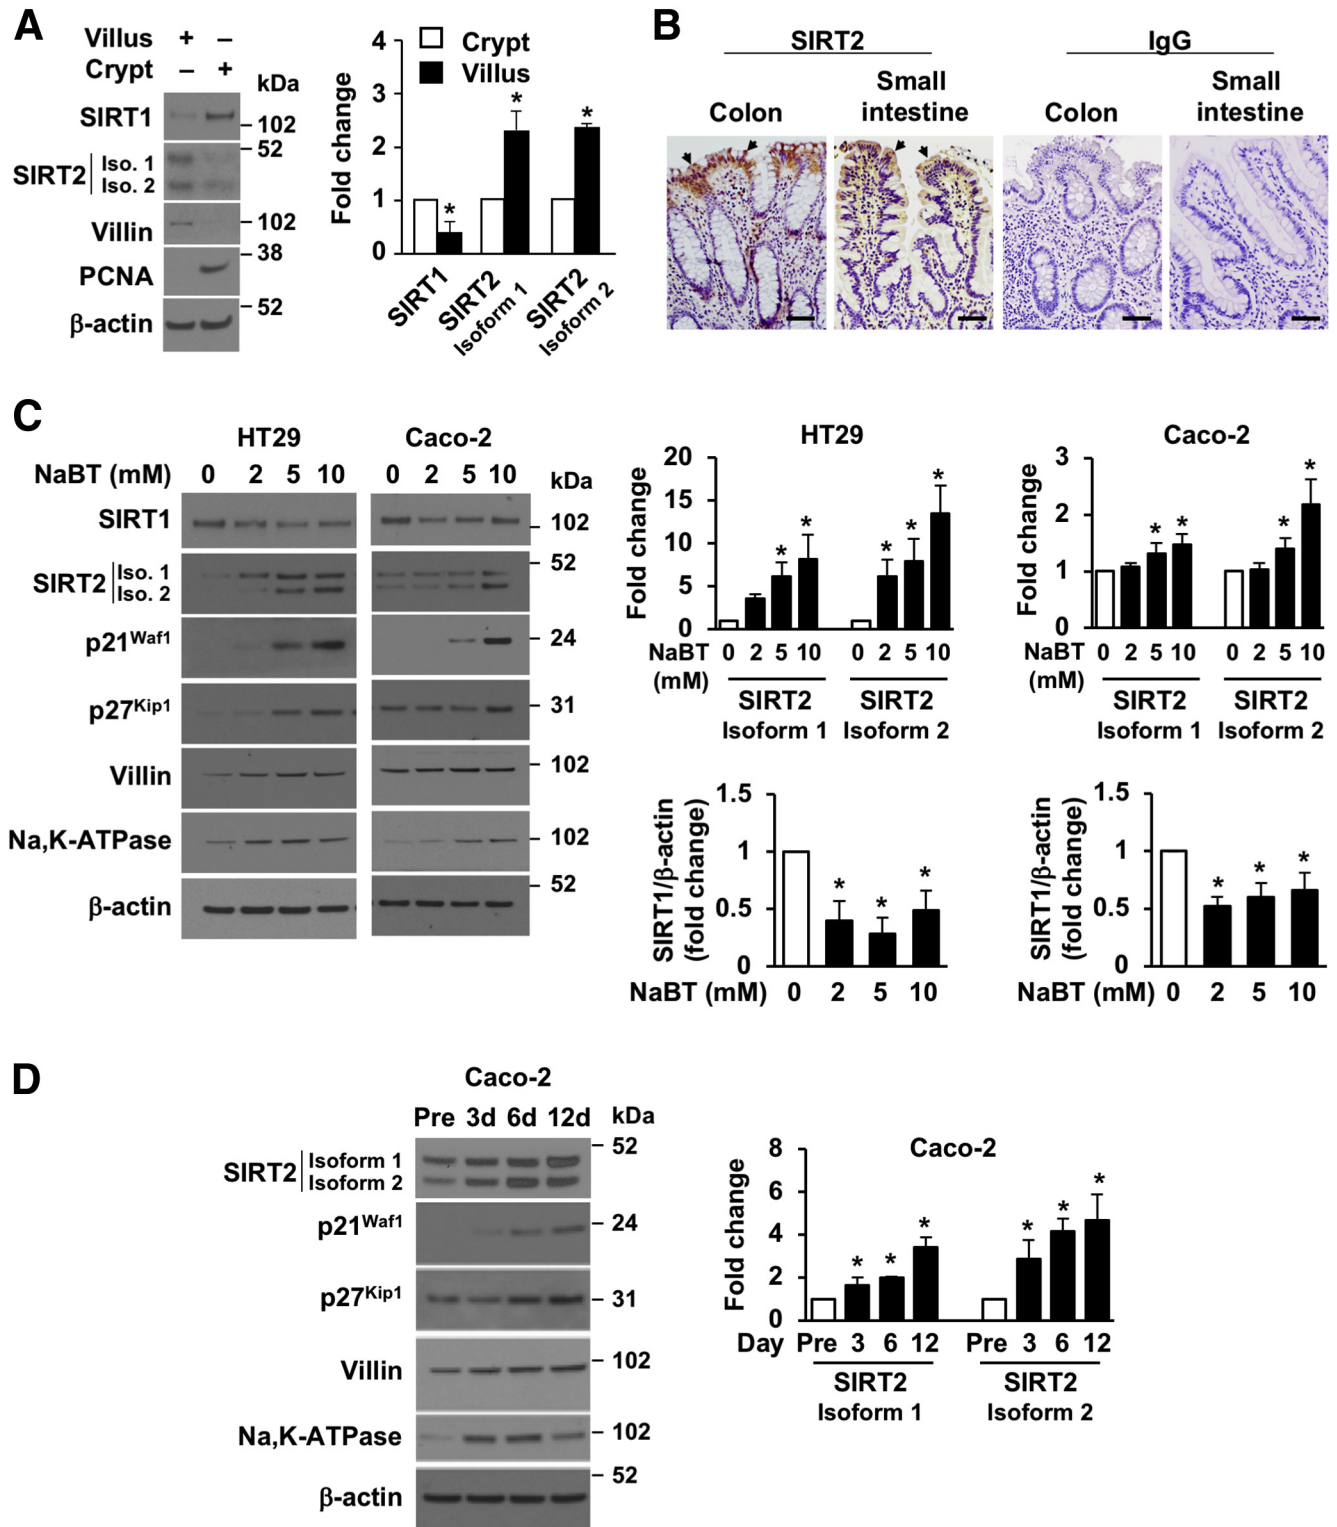 A
Villus + –
Crypt – +
kDa
SIRT1
102
52
SIRT2 Iso. 1
Iso. 2
Villin
102
38
PCNA
52
β-actin
Fold change
4
3
2
1
0
Crypt
Villus
*
*
*
SIRT1
SIRT2
Isoform 1
SIRT2
Isoform 2
B
SIRT2
IgG
Colon
Small
intestine
Colon
Small
intestine
C
HT29
Caco-2
NaBT (mM) 0 2 5 10 0 2 5 10
kDa
SIRT1
102
52
SIRT2 Iso. 1
Iso. 2
p21Waf1
24
p27Kip1
31
Villin
102
Na,K-ATPase
102
52
β-actin
HT29
Fold change
20
15
10
5
0
* * * * *
NaBT 0 2 5 10 0 2 5 10
(mM)
SIRT2 SIRT2
Isoform 1 Isoform 2
Caco-2
Fold change
3
2
1
0
* * * *
NaBT 0 2 5 10 0 2 5 10
(mM)
SIRT2 SIRT2
Isoform 1 Isoform 2
SIRT1/β-actin
(fold change)
1.5
1
0.5
0
* * *
NaBT (mM) 0 2 5 10
SIRT1/β-actin
(fold change)
1.5
1
0.5
0
* * *
NaBT (mM) 0 2 5 10
D
Caco-2
Pre 3d 6d 12d
kDa
52
SIRT2 Isoform 1
Isoform 2
p21Waf1
24
p27Kip1
31
Villin
102
Na,K-ATPase
102
52
β-actin
Caco-2
Fold change
8
6
4
2
0
* * * * * *
Day Pre 3 6 12 Pre 3 6 12
SIRT2 SIRT2
Isoform 1 Isoform 2